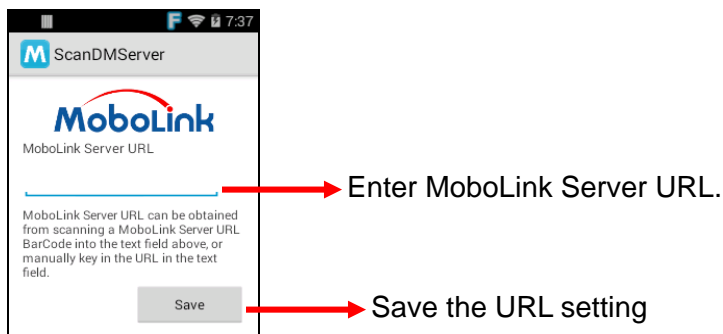 F 7:37
M ScanDMServer
MoboLink
MoboLink Server URL
Enter MoboLink Server URL.
MoboLink Server URL can be obtained
from scanning a MoboLink Server URL
BarCode into the text field above, or
manually key in the URL in the text
field.
Save
Save the URL setting